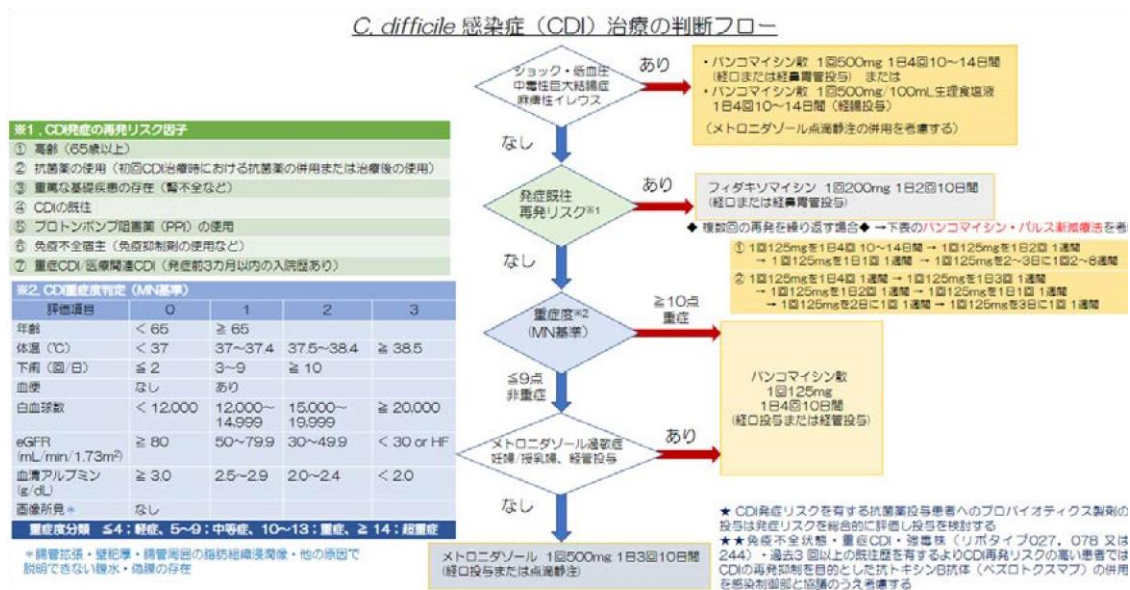 C. difficile 感染症（CDI）治療の判断フロー
ショック・低血圧
中毒性巨大結腸症
麻痺性イレウス
あり
・バンコマイシン散 1回500mg 1日4回10～14日間
（経口または経鼻胃管投与） または
・バンコマイシン散 1回500mg/100mL生理食塩液
1日4回10～14日間（経腸投与）
（メトロニダゾール点滴静注の併用を考慮する）
なし
※1．CDI発症の再発リスク因子
① 高齢（65歳以上）
② 抗菌薬の使用（初回CDI治療時における抗菌薬の併用または治療後の使用）
③ 重篤な基礎疾患の存在（腎不全など）
④ CDIの既往
⑤ プロトンポンプ阻害薬（PPI）の使用
⑥ 免疫不全宿主（免疫抑制剤の使用など）
⑦ 重症CDI/医療関連CDI（発症前3カ月以内の入院歴あり）
発症既往
再発リスク※1
あり
フィダキソマイシン 1回200mg 1日2回10日間
（経口または経鼻胃管投与）
◆ 複数回の再発を繰り返す場合◆ →下表のバンコマイシン・パルス漸減療法を考
① 1回125mgを1日4回 10～14日間 → 1回125mgを1日2回 1週間
→ 1回125mgを1日1回 1週間 → 1回125mgを2～3日に1回2～8週間
② 1回125mgを1日4回 1週間 → 1回125mgを1日3回 1週間
→ 1回125mgを1日2回 1週間 → 1回125mgを1日1回 1週間
→ 1回125mgを2日に1回 1週間 → 1回125mgを3日に1回 1週間
なし
※2．CDI重症度判定（MN基準）
評価項目 0 1 2 3
年齢 < 65 ≧ 65
体温（℃） < 37 37～37.4 37.5～38.4 ≧ 38.5
下痢（回/日） ≦ 2 3～9 ≧ 10
血便 なし あり
白血球数 < 12,000 12,000～14,999 15,000～19,999 ≧ 20,000
eGFR (mL/min/1.73m²) ≧ 80 50～79.9 30～49.9 < 30 or HF
血清アルブミン (g/dL) ≧ 3.0 2.5～2.9 2.0～2.4 < 2.0
画像所見＊ なし
重症度分類 ≦4：軽症、5～9：中等症、10～13：重症、≧ 14：超重症
＊腸管拡張・壁肥厚・腸管周囲の脂肪組織浸潤像・他の原因で
説明できない腹水・偽膜の存在
重症度※2
（MN基準）
≧10点
重症
バンコマイシン散
1回125mg
1日4回10日間
（経口投与または経管投与）
≦9点
非重症
メトロニダゾール過敏症
妊婦/授乳婦、経管投与
あり
なし
メトロニダゾール 1回500mg 1日3回10日間
（経口投与または点滴静注）
★ CDI発症リスクを有する抗菌薬投与患者へのプロバイオティクス製剤の
投与は発症リスクを総合的に評価し投与を検討する
★★免疫不全状態・重症CDI・強毒株（リボタイプ027，078 又は
244）・過去3 回以上の既往歴を有するよりCDI再発リスクの高い患者では
CDIの再発抑制を目的とした抗トキシンB抗体（ベズロトクスマブ）の併用
を感染制御部と協議のうえ考慮する